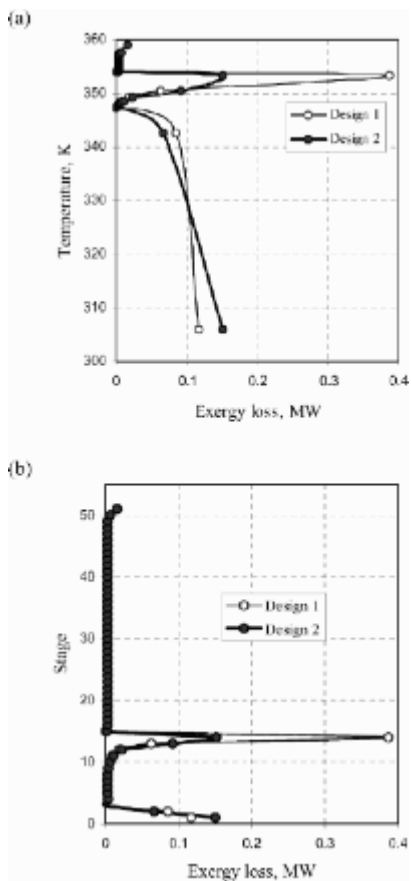 (a)
360
350
340
330
320
310
300
Temperature, K
Design 1
Design 2
0
0.1
0.2
0.3
0.4
Exergy loss, MW
(b)
50
40
30
20
10
0
Stage
Design 1
Design 2
0
0.1
0.2
0.3
0.4
Exergy loss, MW